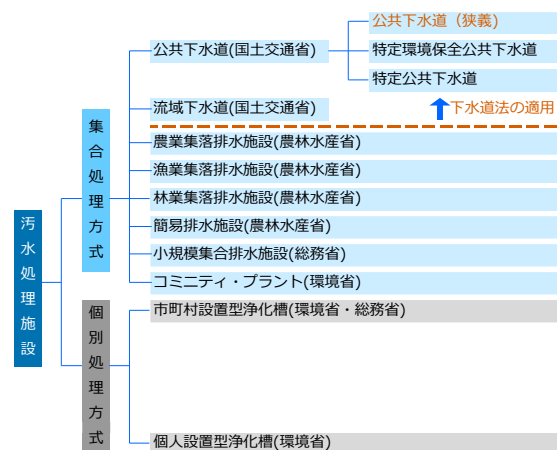 公共下水道（狭義）
公共下水道(国土交通省)
特定環境保全公共下水道
特定公共下水道
流域下水道(国土交通省)
下水道法の適用
集合処理方式
農業集落排水施設(農林水産省)
漁業集落排水施設(農林水産省)
林業集落排水施設(農林水産省)
簡易排水施設(農林水産省)
小規模集合排水施設(総務省)
コミニティ・プラント(環境省)
汚水処理施設
個別処理方式
市町村設置型浄化槽(環境省・総務省)
個人設置型浄化槽(環境省)